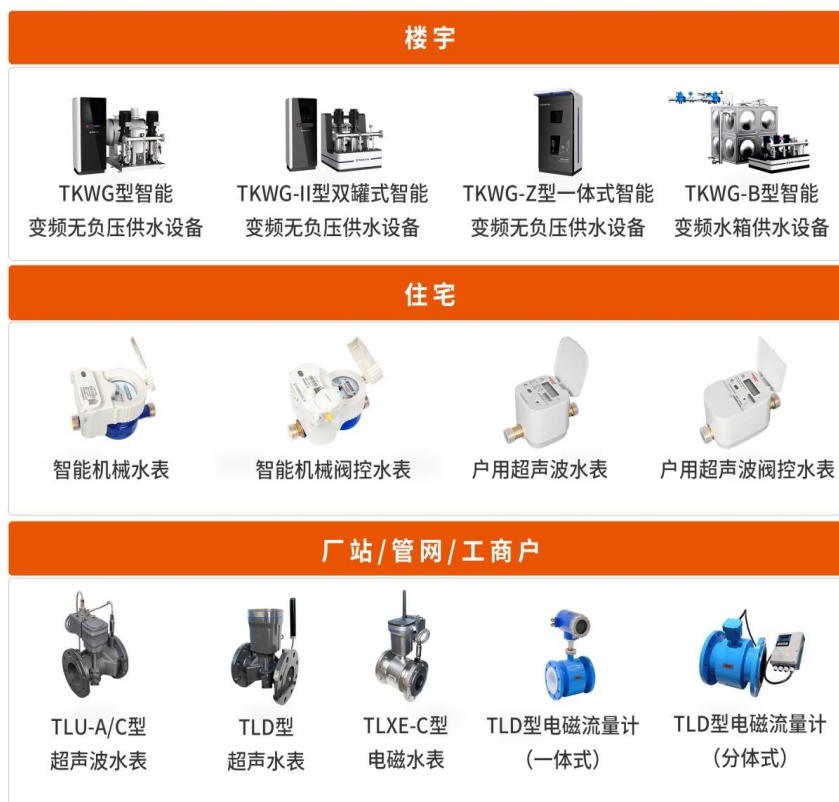 楼宇
TKWG型智能
变频无负压供水设备
TKWG-II型双罐式智能
变频无负压供水设备
TKWG-Z型一体式智能
变频无负压供水设备
TKWG-B型智能
变频水箱供水设备
住宅
智能机械水表
智能机械阀控水表
户用超声波水表
户用超声波阀控水表
厂站/管网/工商户
TLU-A/C型
超声波水表
TLD型
超声水表
TLXE-C型
电磁水表
TLD型电磁流量计
（一体式）
TLD型电磁流量计
（分体式）